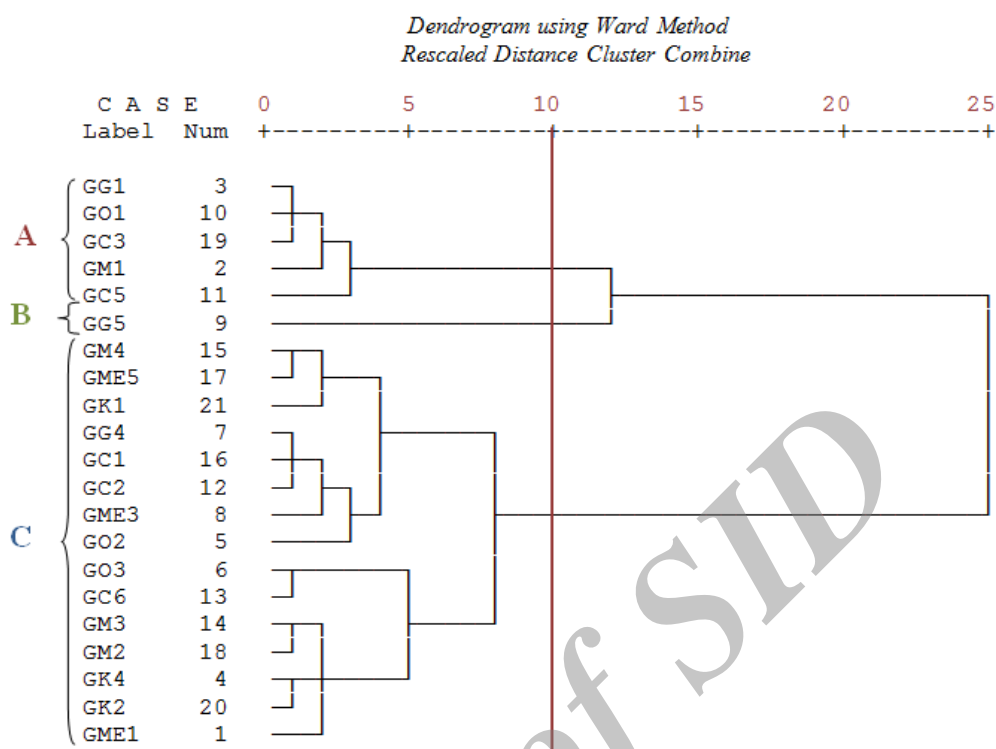 Dendrogram using Ward Method
Rescaled Distance Cluster Combine
C A S E 0 5 10 15 20 25
Label Num +---------+---------+---------+---------+---------+
GG1 3
GO1 10
A GC3 19
GM1 2
GC5 11
B GG5 9
GM4 15
GME5 17
GK1 21
GG4 7
GC1 16
GC2 12
GME3 8
C GO2 5
GO3 6
GC6 13
GM3 14
GM2 18
GK4 4
GK2 20
GME1 1
of SID